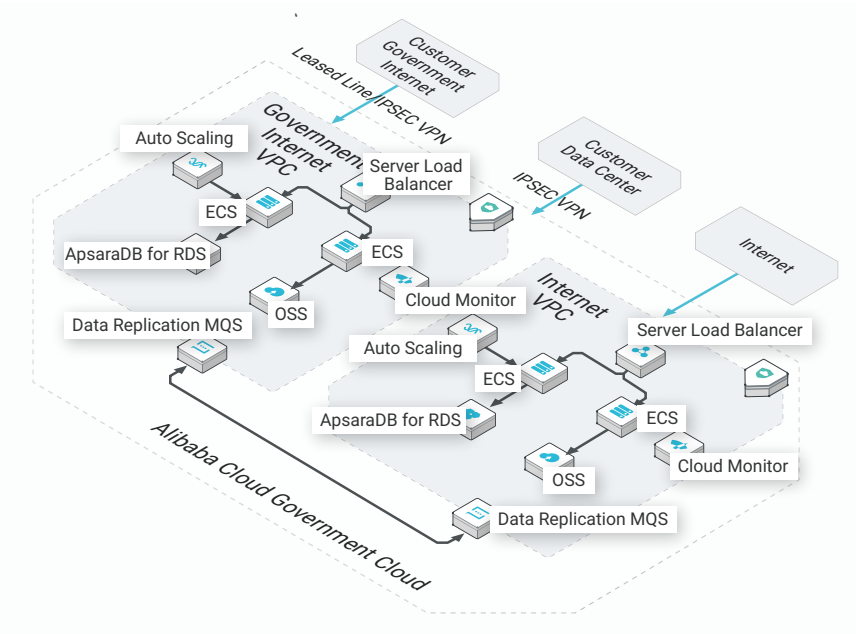 Customer
Government
Internet
Leased Line/IPSEC VPN
Government
Internet
VPC
Auto Scaling
Server Load
Balancer
ECS
ApsaraDB for RDS
ECS
OSS
Cloud Monitor
Data Replication MQS
Customer
Data Center
IPSEC VPN
Internet
Internet
VPC
Server Load Balancer
Auto Scaling
ECS
ApsaraDB for RDS
ECS
OSS
Cloud Monitor
Data Replication MQS
Alibaba Cloud Government Cloud